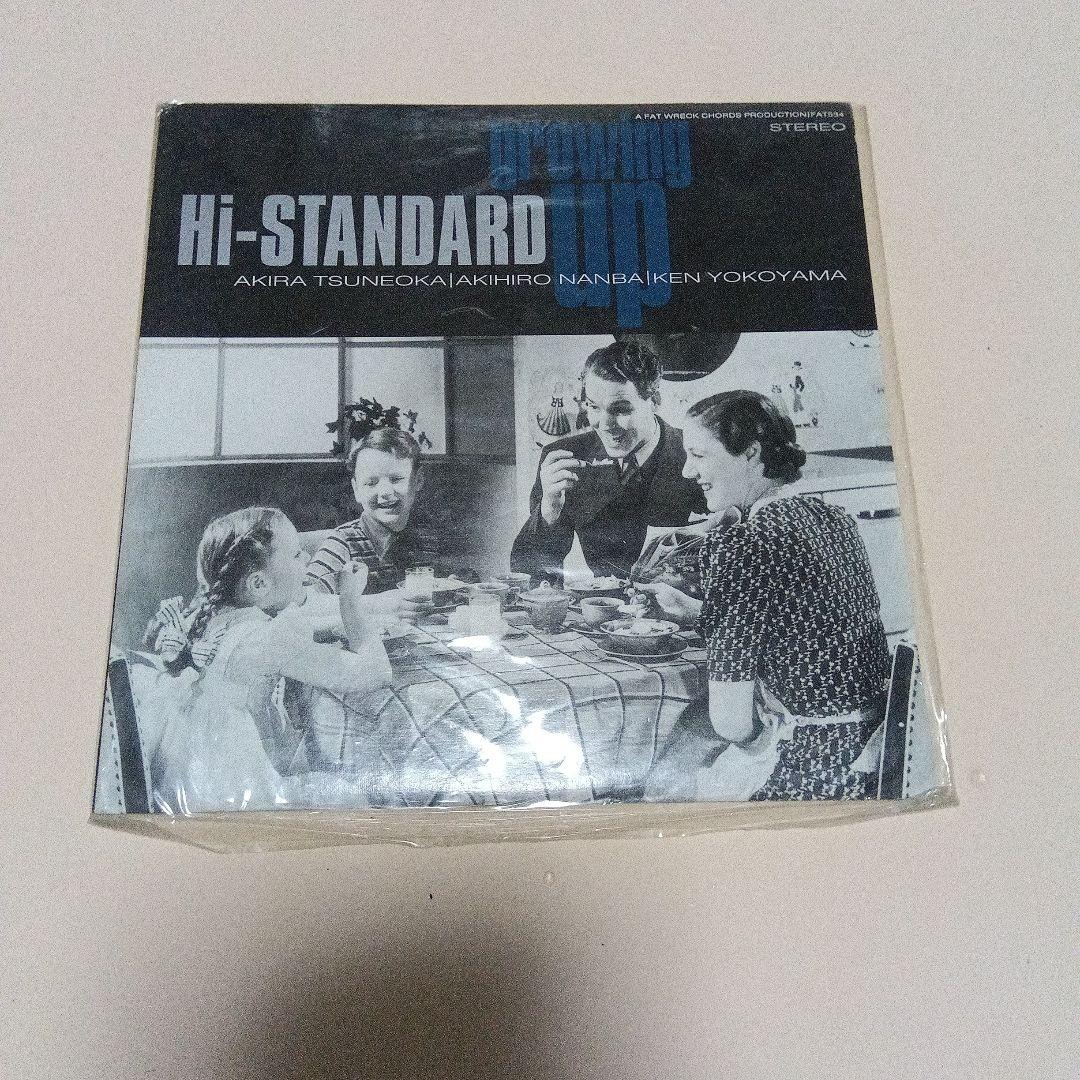 A FAT WRECK CHORDS PRODUCTION|FAT534
STEREO
growing
up
Hi-STANDARD
AKIRA TSUNEOKA|AKIHIRO NANBA|KEN YOKOYAMA